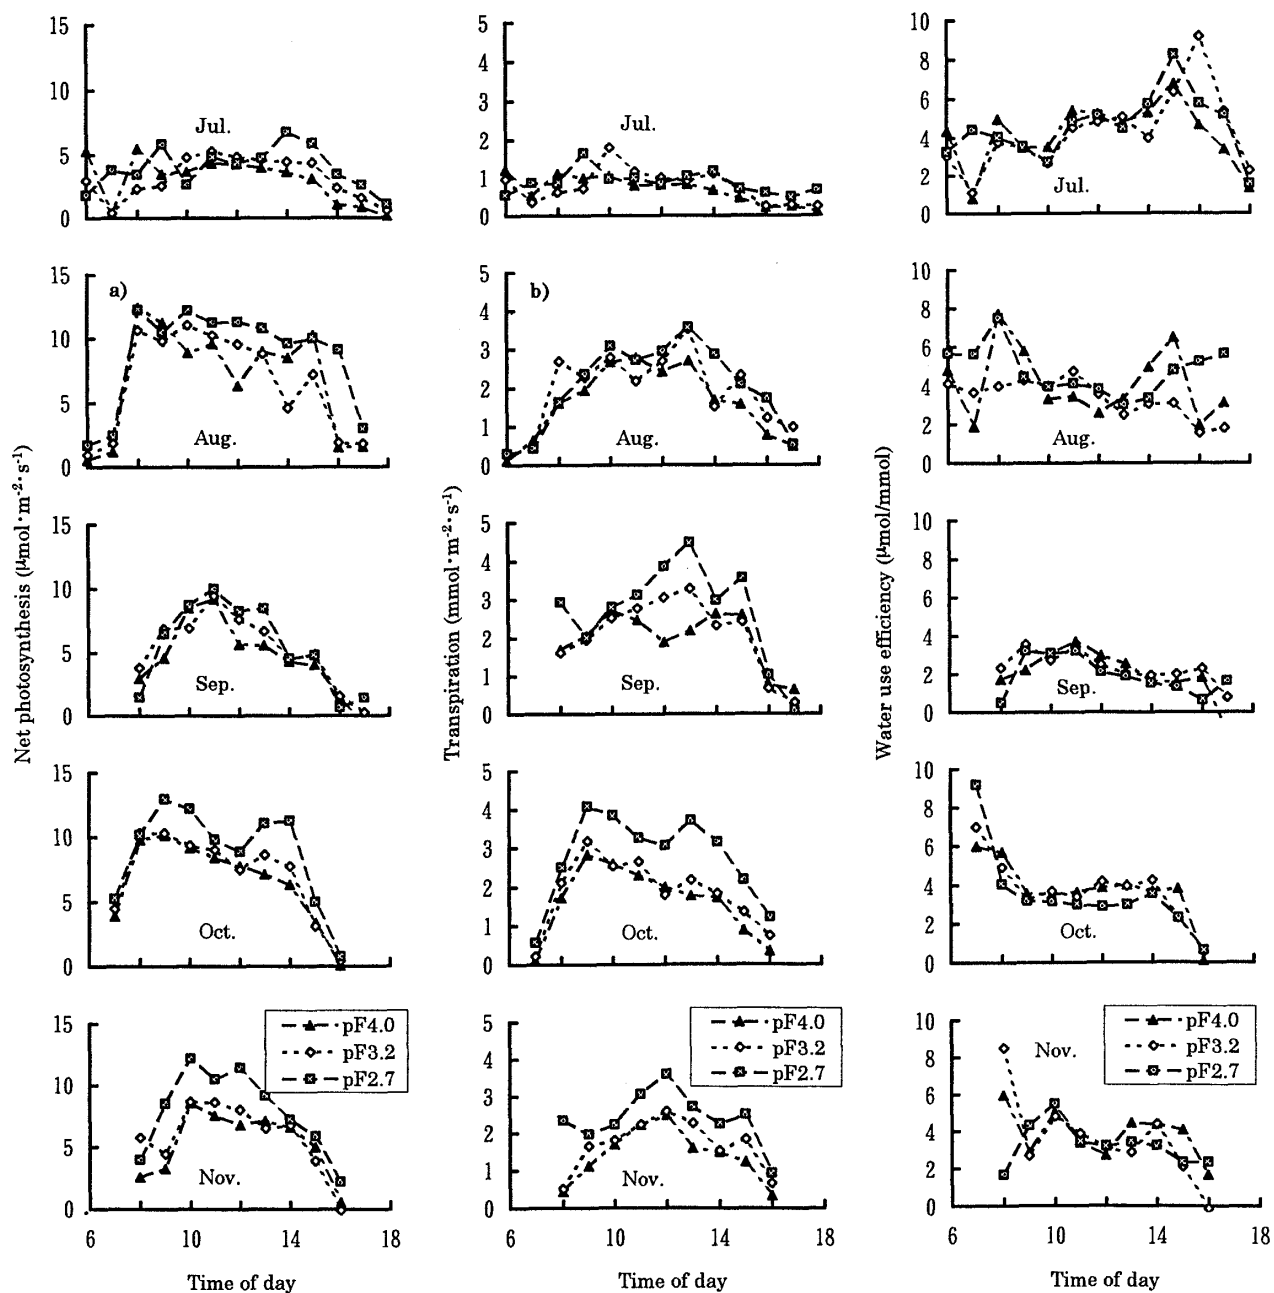 Net photosynthesis (μmol·m⁻²·s⁻¹)
15
10
5
0
Jul.
15
10
5
0
a)
Aug.
15
10
5
0
Sep.
15
10
5
0
Oct.
15
10
5
0
pF4.0
pF3.2
pF2.7
Nov.
6 10 14 18
Time of day
Transpiration (mmol·m⁻²·s⁻¹)
5
4
3
2
1
0
Jul.
5
4
3
2
1
0
b)
Aug.
5
4
3
2
1
0
Sep.
5
4
3
2
1
0
Oct.
5
4
3
2
1
0
pF4.0
pF3.2
pF2.7
Nov.
6 10 14 18
Time of day
Water use efficiency (μmol/mmol)
10
8
6
4
2
0
Jul.
10
8
6
4
2
0
Aug.
10
8
6
4
2
0
Sep.
10
8
6
4
2
0
Oct.
10
8
6
4
2
0
Nov.
pF4.0
pF3.2
pF2.7
6 10 14 18
Time of day